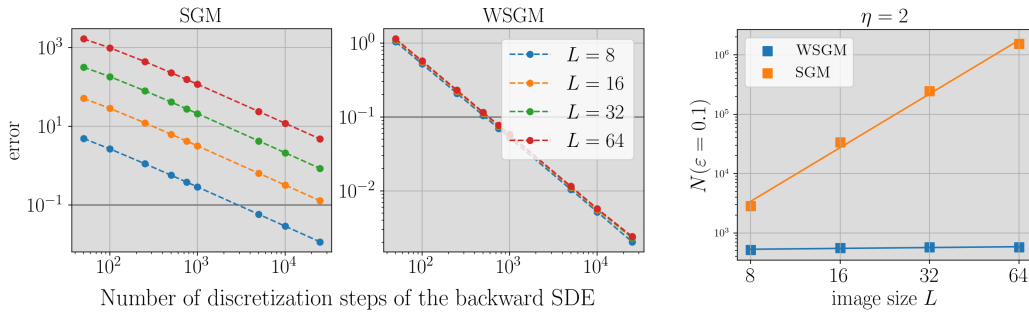 SGM
WSGM
η = 2
error
10^3
10^1
10^−1
10^2
10^3
10^4
10^0
10^−1
10^−2
10^2
10^3
10^4
L = 8
L = 16
L = 32
L = 64
Number of discretization steps of the backward SDE
N(ε = 0.1)
10^6
10^5
10^4
10^3
WSGM
SGM
8
16
32
64
image size L